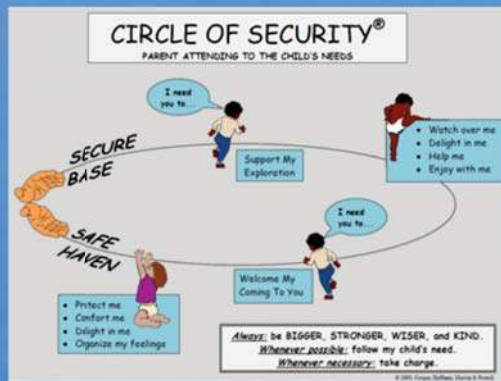 CIRCLE OF SECURITY®
PARENT ATTENDING TO THE CHILD'S NEEDS
I need
you to...
SECURE
BASE
Support My
Exploration
• Watch over me
• Delight in me
• Help me
• Enjoy with me
I need
you to...
SAFE
HAVEN
Welcome My
Coming To You
• Protect me
• Comfort me
• Delight in me
• Organize my feelings
Always: be BIGGER, STRONGER, WISER, and KIND.
Whenever possible: follow my child's need.
Whenever necessary: take charge.